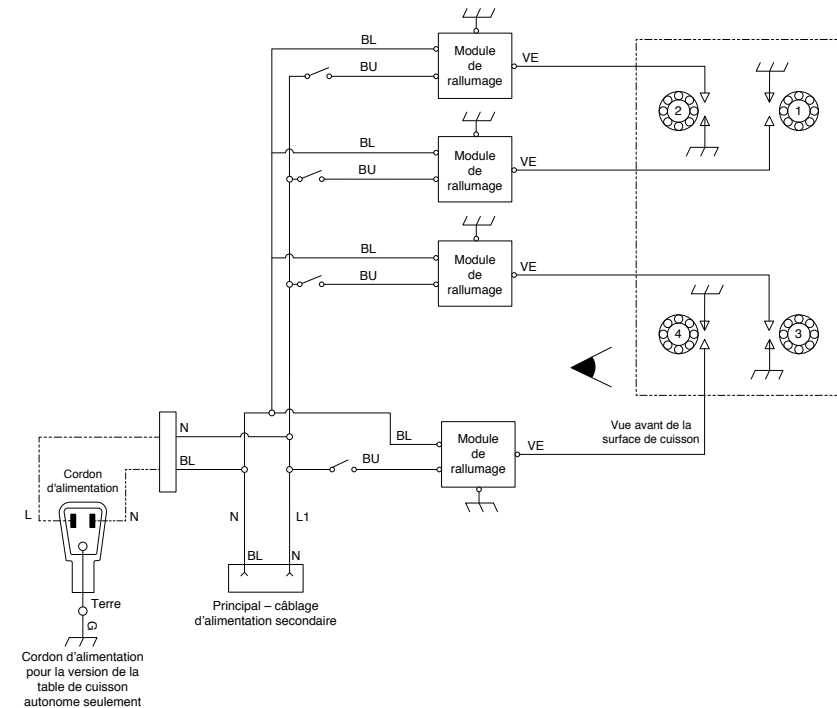 BL
Module
de
rallumage
VE
BU
2
1
BL
Module
de
rallumage
VE
BU
BL
Module
de
rallumage
VE
BU
4
3
Vue avant de la
surface de cuisson
N
BL
Module
de
rallumage
VE
BL
BU
Cordon
d'alimentation
L
N
N
L1
BL
N
Principal – câblage
d'alimentation secondaire
Terre
G
Cordon d'alimentation
pour la version de la
table de cuisson
autonome seulement